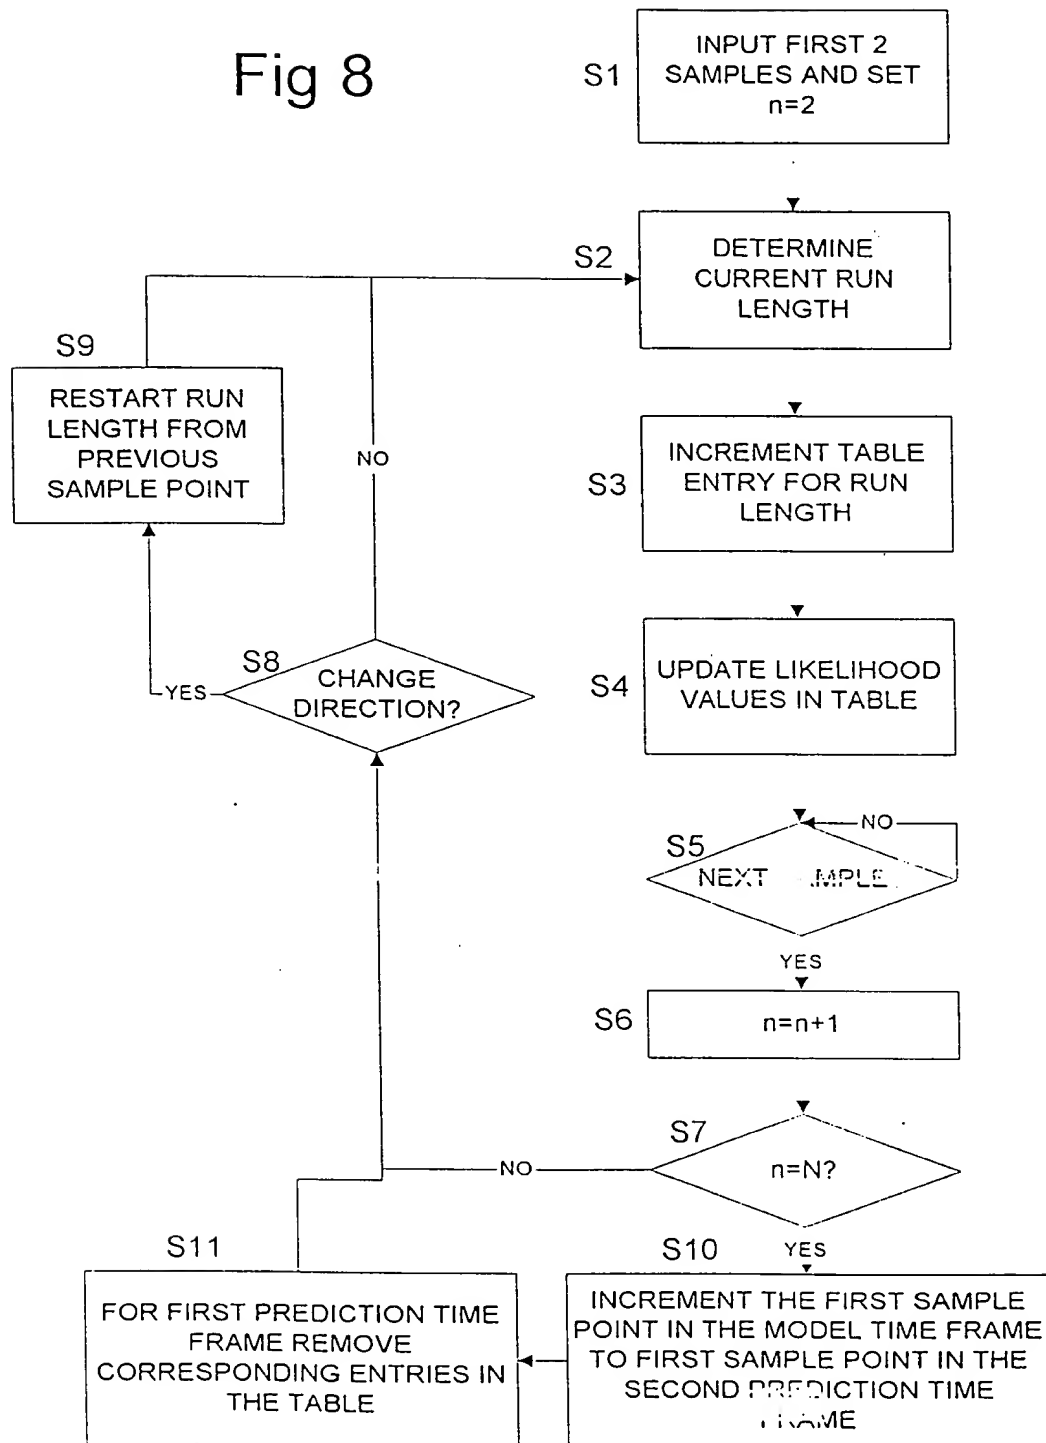 Fig 8
S1
INPUT FIRST 2
SAMPLES AND SET
n=2
S2
DETERMINE
CURRENT RUN
LENGTH
S9
RESTART RUN
LENGTH FROM
PREVIOUS
SAMPLE POINT
NO
S3
INCREMENT TABLE
ENTRY FOR RUN
LENGTH
S8
CHANGE
DIRECTION?
YES
S4
UPDATE LIKELIHOOD
VALUES IN TABLE
NO
S5
NEXT
YES
S6
n=n+1
S7
n=N?
NO
YES
S11
FOR FIRST PREDICTION TIME
FRAME REMOVE
CORRESPONDING ENTRIES IN
THE TABLE
S10
INCREMENT THE FIRST SAMPLE
POINT IN THE MODEL TIME FRAME
TO FIRST SAMPLE POINT IN THE
SECOND PREDICTION TIME
FRAME